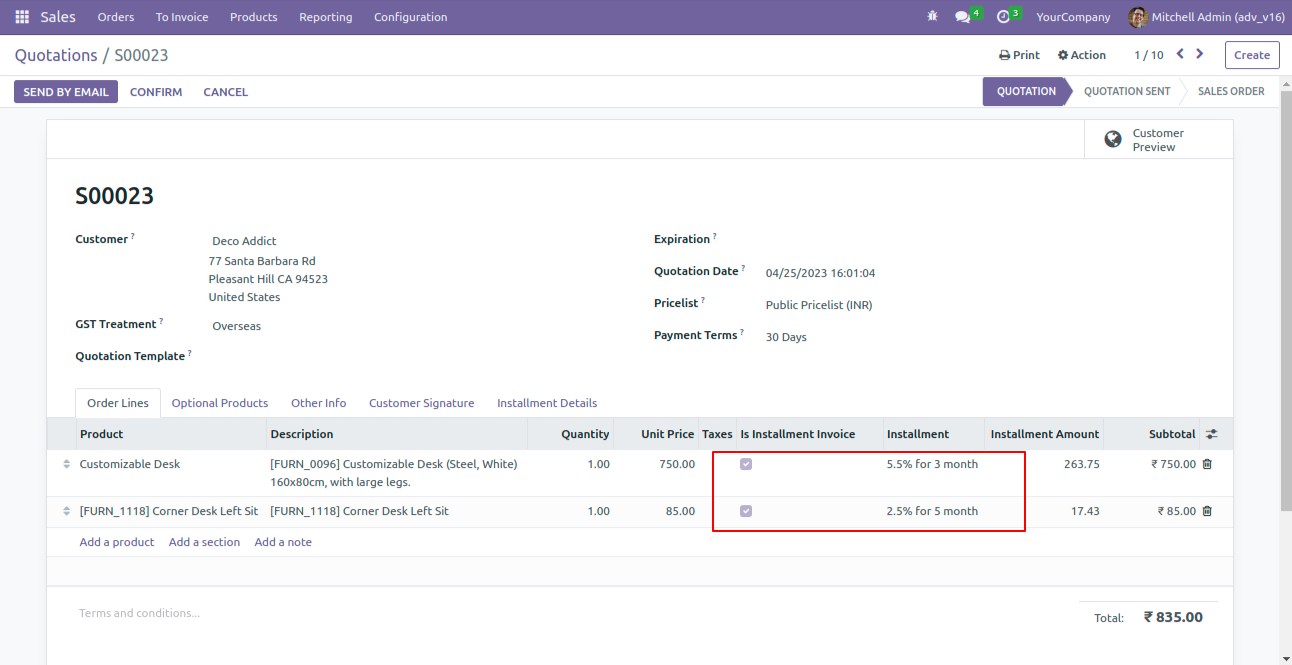 Sales Orders To Invoice Products Reporting Configuration 4 3 YourCompany Mitchell Admin (adv_v16)
Quotations / S00023 Print Action 1 / 10 Create
SEND BY EMAIL CONFIRM CANCEL QUOTATION QUOTATION SENT SALES ORDER
Customer
Preview
S00023
Customer ? Deco Addict
77 Santa Barbara Rd
Pleasant Hill CA 94523
United States
GST Treatment ? Overseas
Quotation Template ?
Expiration ?
Quotation Date ? 04/25/2023 16:01:04
Pricelist ? Public Pricelist (INR)
Payment Terms ? 30 Days
Order Lines Optional Products Other Info Customer Signature Installment Details
Product Description Quantity Unit Price Taxes Is Installment Invoice Installment Installment Amount Subtotal
Customizable Desk [FURN_0096] Customizable Desk (Steel, White) 1.00 750.00 5.5% for 3 month 263.75 ₹ 750.00
160x80cm, with large legs.
[FURN_1118] Corner Desk Left Sit [FURN_1118] Corner Desk Left Sit 1.00 85.00 2.5% for 5 month 17.43 ₹ 85.00
Add a product Add a section Add a note
Terms and conditions...
Total: ₹ 835.00